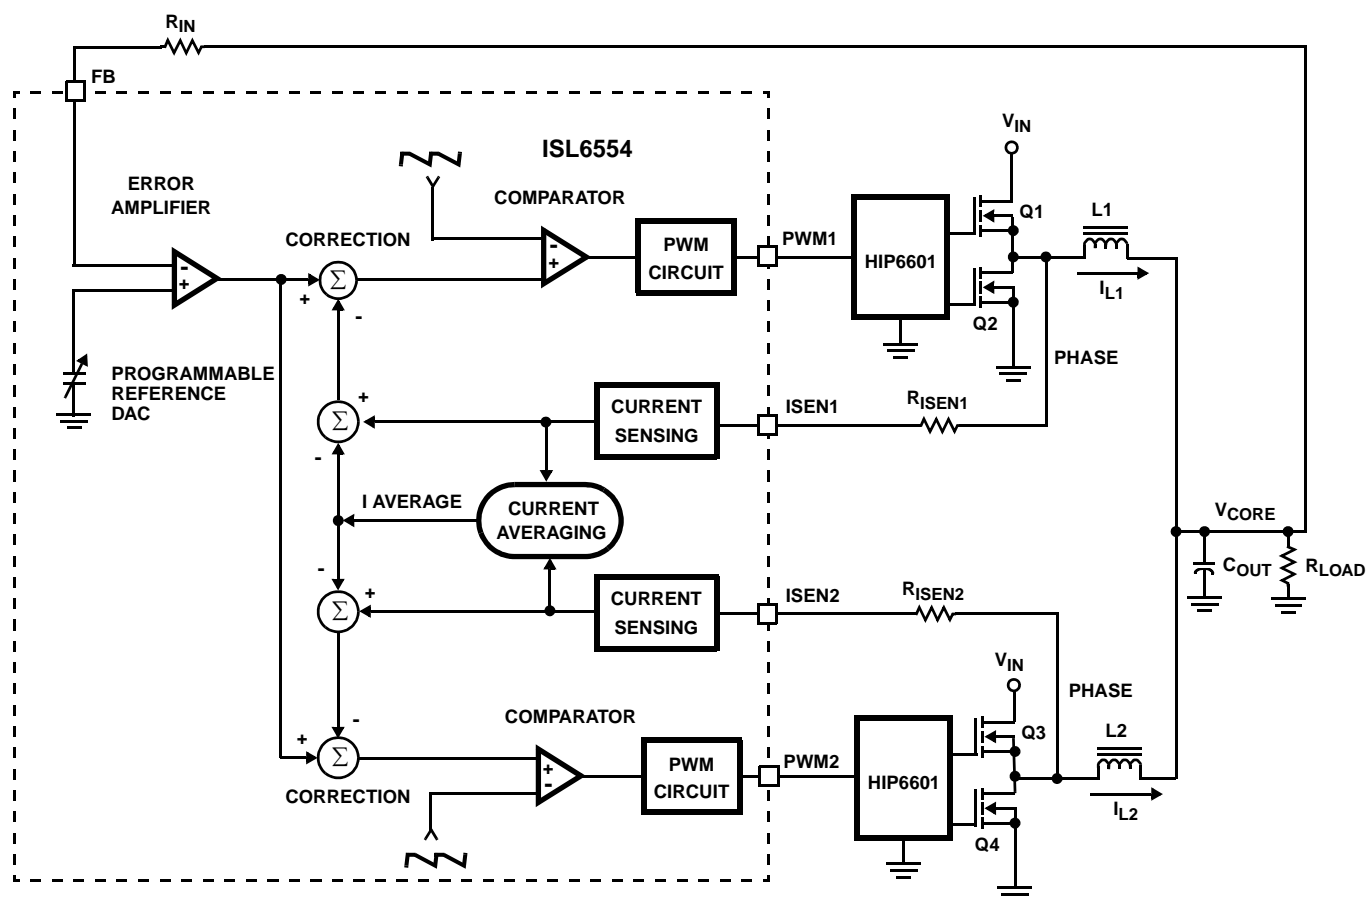 RIN
FB
ISL6554
VIN
ERROR
AMPLIFIER
-
+
COMPARATOR
-
+
CORRECTION
Σ
+
-
PWM
CIRCUIT
PWM1
HIP6601
Q1
Q2
L1
IL1
PHASE
PROGRAMMABLE
REFERENCE
DAC
+
Σ
-
CURRENT
SENSING
ISEN1
RISEN1
I AVERAGE
CURRENT
AVERAGING
VCORE
COUT
RLOAD
-
+
Σ
CURRENT
SENSING
ISEN2
RISEN2
VIN
PHASE
-
+
Σ
CORRECTION
COMPARATOR
+
-
PWM
CIRCUIT
PWM2
HIP6601
Q3
Q4
L2
IL2